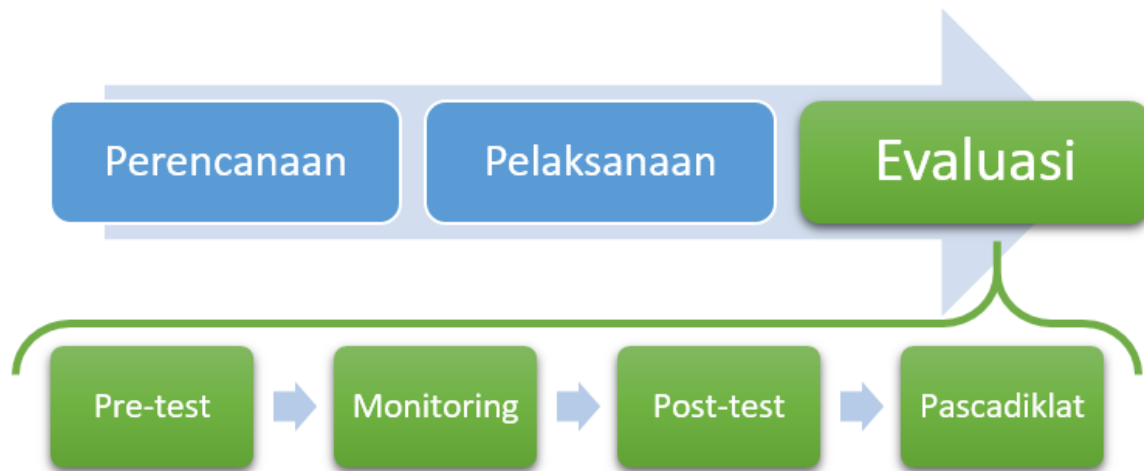 Perencanaan
Pelaksanaan
Evaluasi
Pre-test
Monitoring
Post-test
Pascadiklat